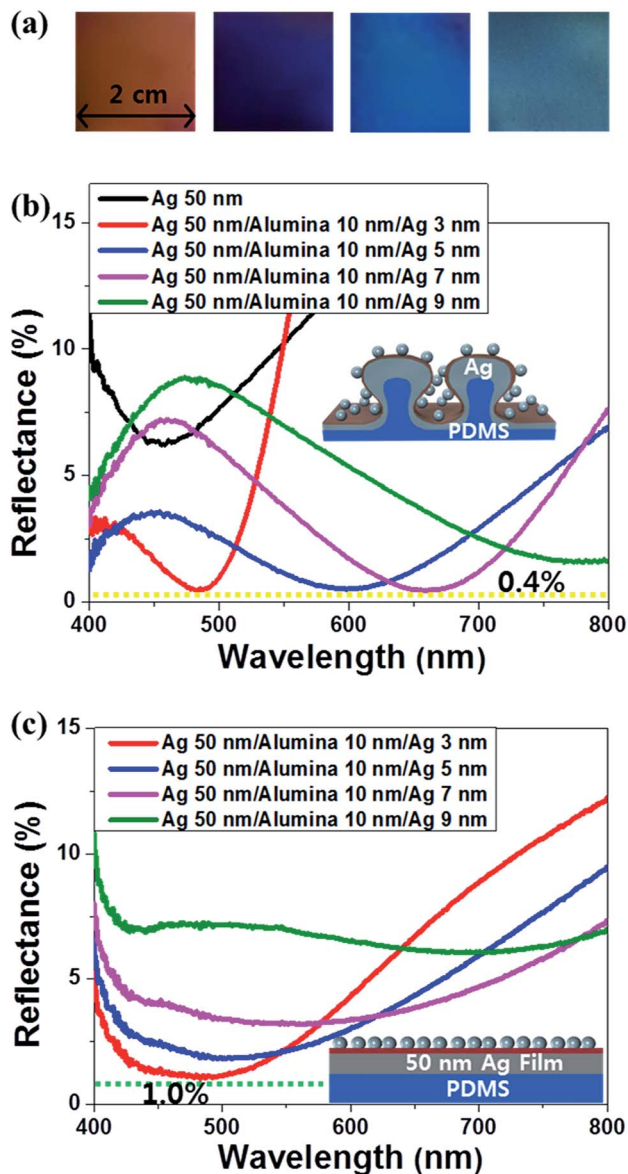 (a)
2 cm
(b)
15
10
5
0
Reflectance (%)
Ag 50 nm
Ag 50 nm/Alumina 10 nm/Ag 3 nm
Ag 50 nm/Alumina 10 nm/Ag 5 nm
Ag 50 nm/Alumina 10 nm/Ag 7 nm
Ag 50 nm/Alumina 10 nm/Ag 9 nm
Ag
PDMS
0.4%
400 500 600 700 800
Wavelength (nm)
(c)
15
10
5
0
Reflectance (%)
Ag 50 nm/Alumina 10 nm/Ag 3 nm
Ag 50 nm/Alumina 10 nm/Ag 5 nm
Ag 50 nm/Alumina 10 nm/Ag 7 nm
Ag 50 nm/Alumina 10 nm/Ag 9 nm
50 nm Ag Film
PDMS
1.0%
400 500 600 700 800
Wavelength (nm)